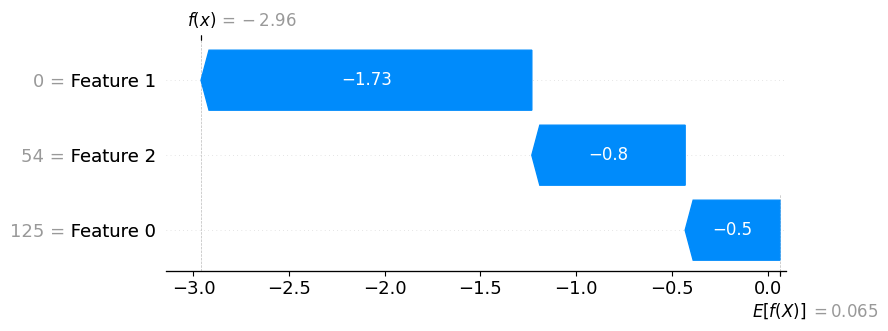 f(x) = −2.96
0 = Feature 1
−1.73
54 = Feature 2
−0.8
125 = Feature 0
−0.5
−3.0 −2.5 −2.0 −1.5 −1.0 −0.5 0.0
E[f(X)] = 0.065